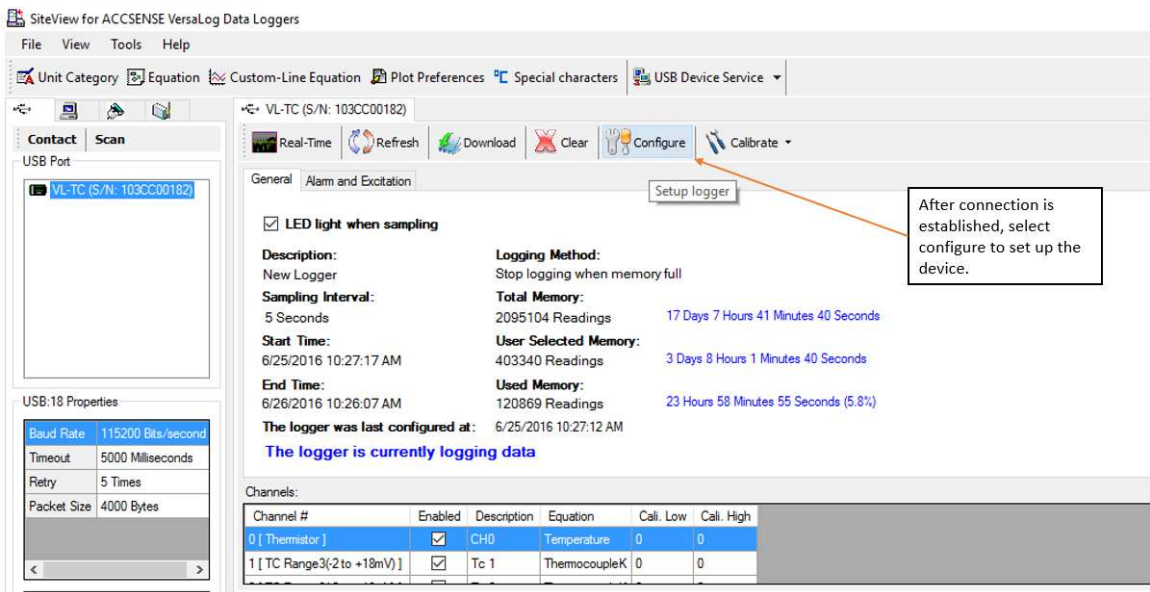 SiteView for ACCSENSE VersaLog Data Loggers
File View Tools Help
Unit Category Equation Custom-Line Equation Plot Preferences °C Special characters USB Device Service
VL-TC (S/N: 103CC00182)
Contact Scan
Real-Time Refresh Download Clear Configure Calibrate
USB Port
General Alarm and Excitation
VL-TC (S/N: 103CC00182)
Setup logger
After connection is
established, select
configure to set up the
device.
LED light when sampling
Description: Logging Method:
New Logger Stop logging when memory full
Sampling Interval: Total Memory:
5 Seconds 2095104 Readings 17 Days 7 Hours 41 Minutes 40 Seconds
Start Time: User Selected Memory:
6/25/2016 10:27:17 AM 403340 Readings 3 Days 8 Hours 1 Minutes 40 Seconds
End Time: Used Memory:
6/26/2016 10:26:07 AM 120869 Readings 23 Hours 58 Minutes 55 Seconds (5.8%)
The logger was last configured at: 6/25/2016 10:27:12 AM
The logger is currently logging data
USB:18 Properties
Baud Rate 115200 Bits/second
Timeout 5000 Milliseconds
Retry 5 Times
Packet Size 4000 Bytes
Channels:
Channel # Enabled Description Equation Cali. Low Cali. High
0 [ Thermistor ] CH0 Temperature 0 0
1 [ TC Range3(-2 to +18mV) ] Tc 1 ThermocoupleK 0 0